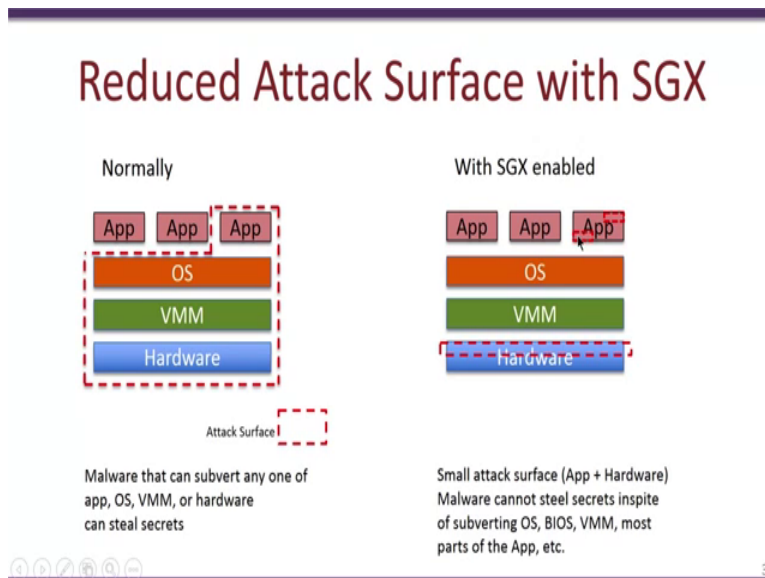 Reduced Attack Surface with SGX
Normally
App App App
OS
VMM
Hardware
Attack Surface
Malware that can subvert any one of
app, OS, VMM, or hardware
can steal secrets
With SGX enabled
App App App
OS
VMM
Hardware
Small attack surface (App + Hardware)
Malware cannot steel secrets inspite
of subverting OS, BIOS, VMM, most
parts of the App, etc.